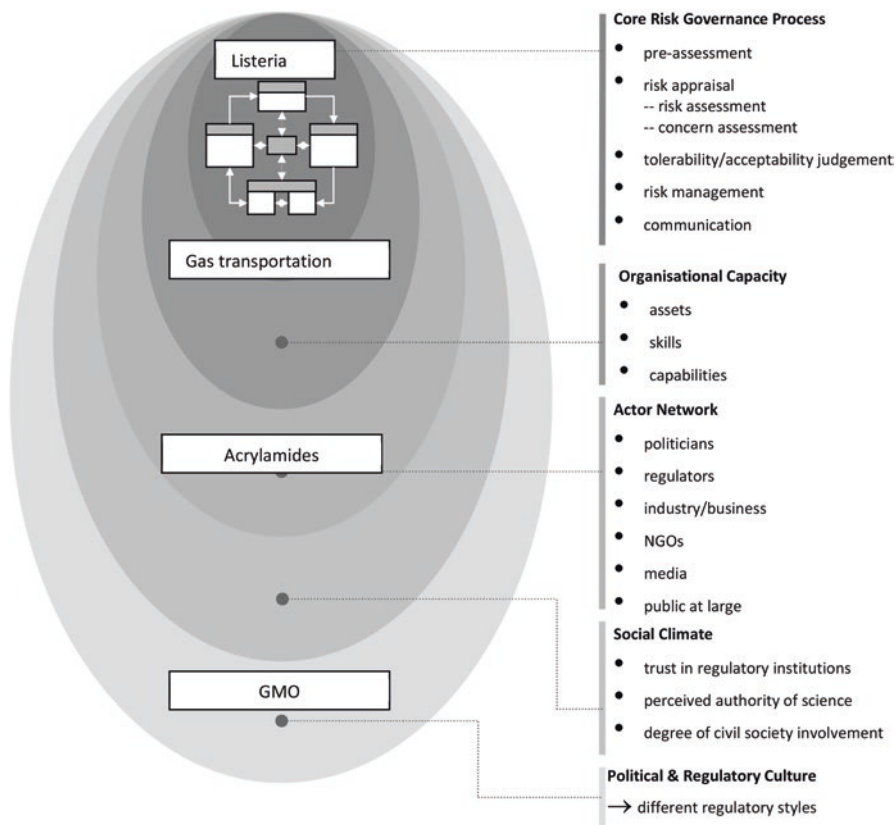 Listeria
Gas transportation
Acrylamides
GMO
Core Risk Governance Process
• pre-assessment
• risk appraisal
-- risk assessment
-- concern assessment
• tolerability/acceptability judgement
• risk management
• communication
Organisational Capacity
• assets
• skills
• capabilities
Actor Network
• politicians
• regulators
• industry/business
• NGOs
• media
• public at large
Social Climate
• trust in regulatory institutions
• perceived authority of science
• degree of civil society involvement
Political & Regulatory Culture
→ different regulatory styles